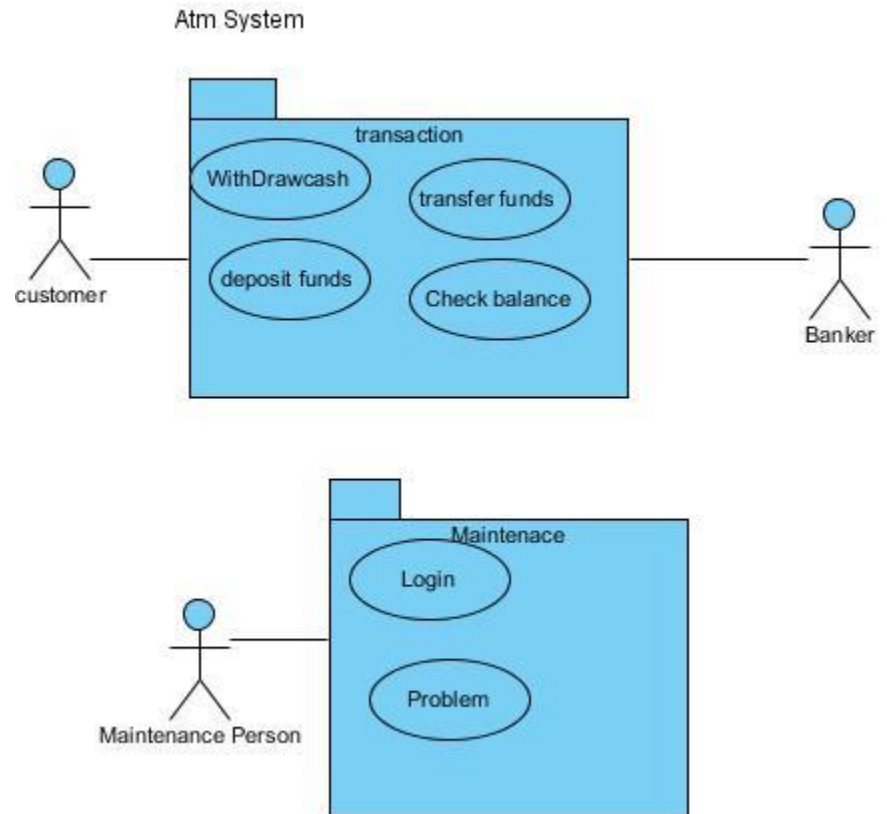 Atm System
transaction
WithDrawcash
transfer funds
deposit funds
Check balance
customer
Banker
Maintenace
Login
Problem
Maintenance Person